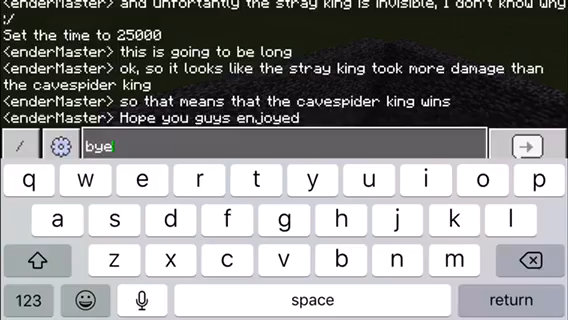 <enderMaster> and unfortantly the stray king is invisible, I don't know why
:/
Set the time to 25000
<enderMaster> this is going to be long
<enderMaster> ok, so it looks like the stray king took more damage than
the cavespider king
<enderMaster> so that means that the cavespider king wins
<enderMaster> Hope you guys enjoyed
/ bye
q w e r t y u i o p
a s d f g h j k l
z x c v b n m
123 space return